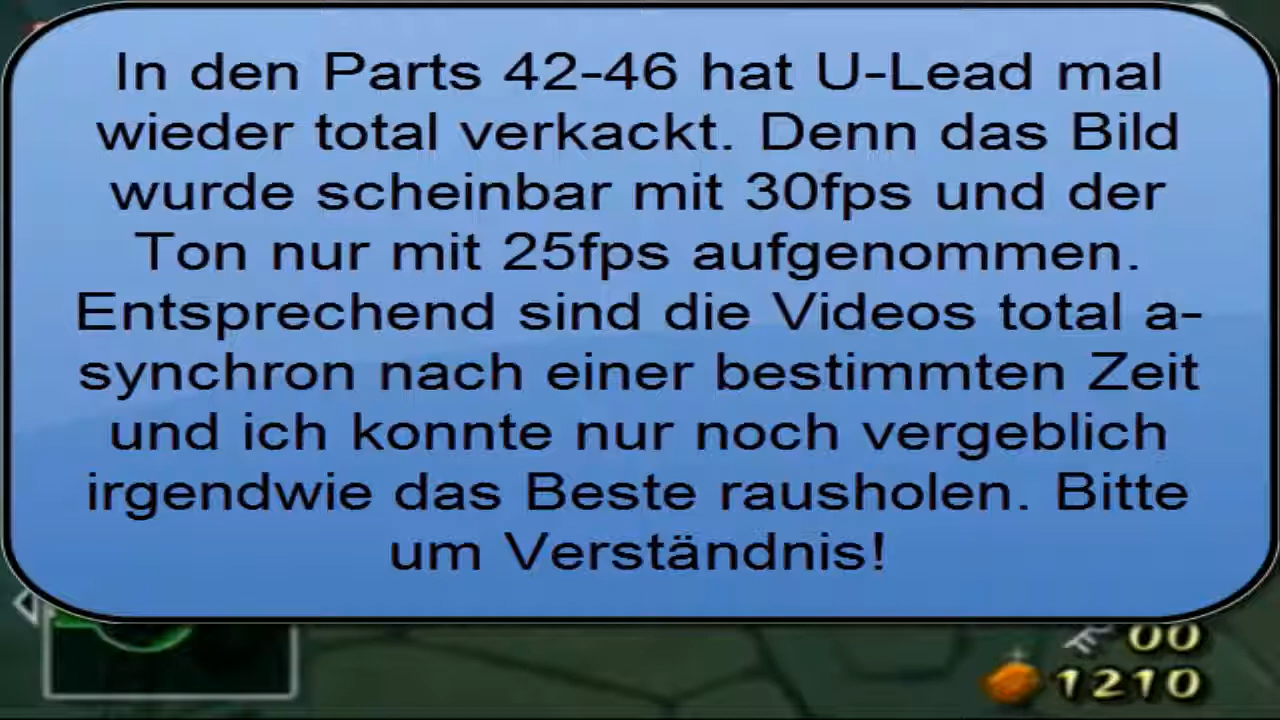 In den Parts 42-46 hat U-Lead mal
wieder total verkackt. Denn das Bild
wurde scheinbar mit 30fps und der
Ton nur mit 25fps aufgenommen.
Entsprechend sind die Videos total a-
synchron nach einer bestimmten Zeit
und ich konnte nur noch vergeblich
irgendwie das Beste rausholen. Bitte
um Verständnis!
00
1210